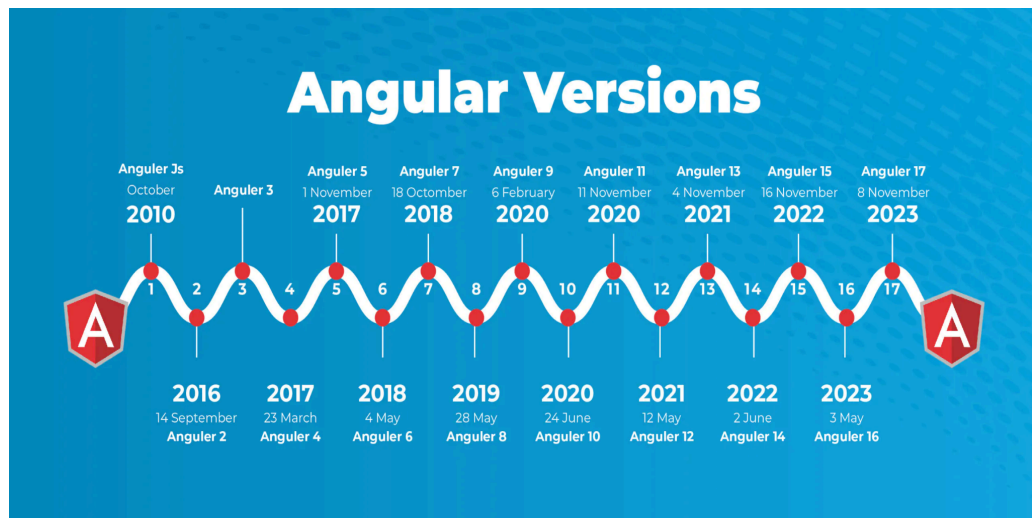 Angular Versions
Anguler Js
October
2010
Anguler 3
Anguler 5
1 November
2017
Anguler 7
18 Octomber
2018
Anguler 9
6 February
2020
Anguler 11
11 November
2020
Anguler 13
4 November
2021
Anguler 15
16 November
2022
Anguler 17
8 November
2023
1 2 3 4 5 6 7 8 9 10 11 12 13 14 15 16 17
A
A
2016
14 September
Anguler 2
2017
23 March
Anguler 4
2018
4 May
Anguler 6
2019
28 May
Anguler 8
2020
24 June
Anguler 10
2021
12 May
Anguler 12
2022
2 June
Anguler 14
2023
3 May
Anguler 16